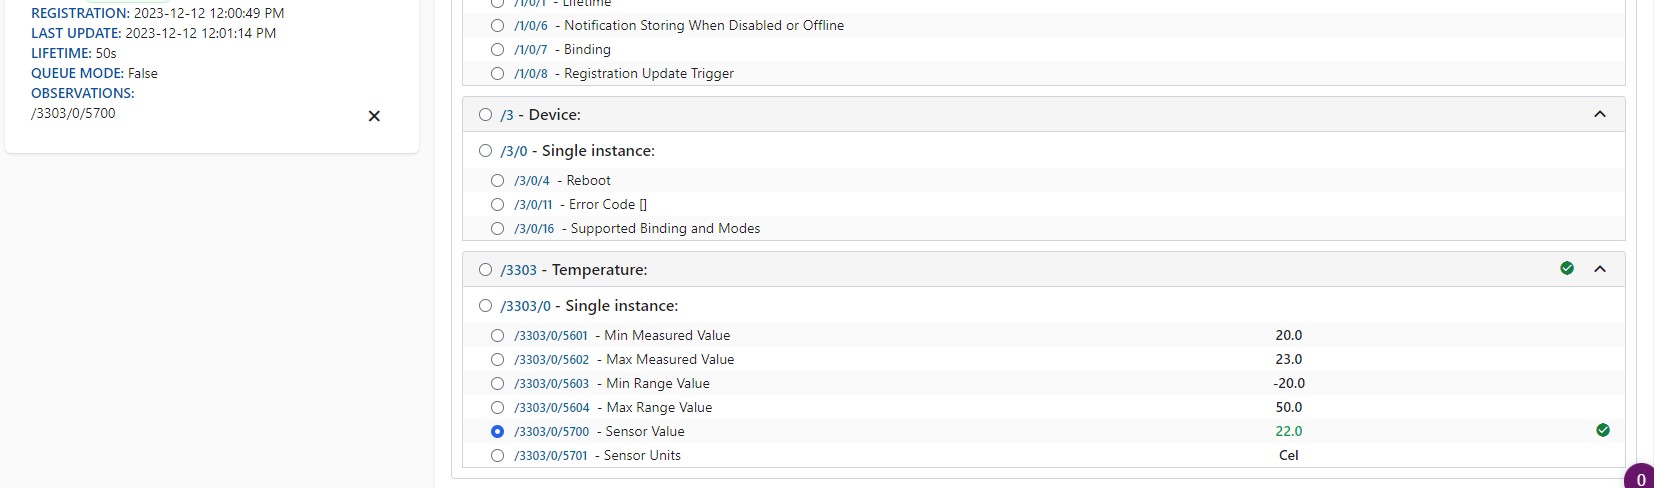 REGISTRATION: 2023-12-12 12:00:49 PM
LAST UPDATE: 2023-12-12 12:01:14 PM
LIFETIME: 50s
QUEUE MODE: False
OBSERVATIONS:
/3303/0/5700
/1/0/1 - Lifetime
/1/0/6 - Notification Storing When Disabled or Offline
/1/0/7 - Binding
/1/0/8 - Registration Update Trigger
/3 - Device:
/3/0 - Single instance:
/3/0/4 - Reboot
/3/0/11 - Error Code []
/3/0/16 - Supported Binding and Modes
/3303 - Temperature:
/3303/0 - Single instance:
/3303/0/5601 - Min Measured Value 20.0
/3303/0/5602 - Max Measured Value 23.0
/3303/0/5603 - Min Range Value -20.0
/3303/0/5604 - Max Range Value 50.0
/3303/0/5700 - Sensor Value 22.0
/3303/0/5701 - Sensor Units Cel
0